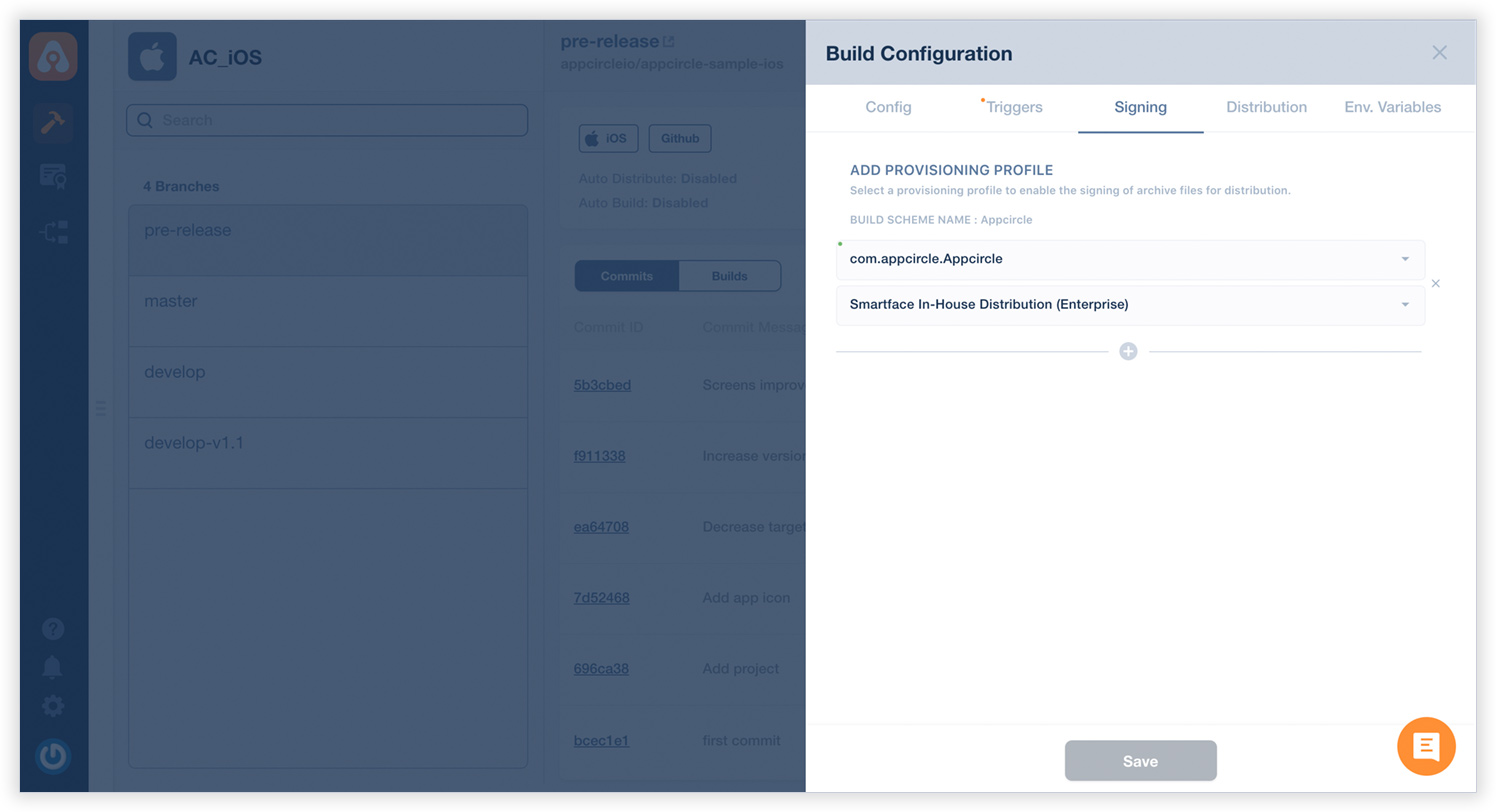 AC_iOS
Search
4 Branches
pre-release
master
develop
develop-v1.1
pre-release
appcircleio/appcircle-sample-ios
iOS
Github
Auto Distribute: Disabled
Auto Build: Disabled
Commits
Builds
Commit ID
Commit Messa
5b3cbed
Screens improv
f911338
Increase version
ea64708
Decrease target
7d52468
Add app icon
696ca38
Add project
bcec1e1
first commit
Build Configuration
Config
Triggers
Signing
Distribution
Env. Variables
ADD PROVISIONING PROFILE
Select a provisioning profile to enable the signing of archive files for distribution.
BUILD SCHEME NAME : Appcircle
com.appcircle.Appcircle
Smartface In-House Distribution (Enterprise)
Save